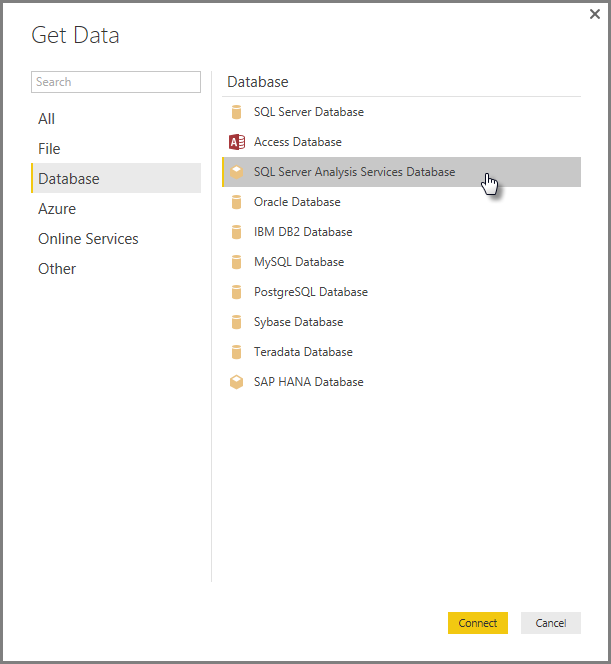 Get Data
Search
All
File
Database
Azure
Online Services
Other
Database
SQL Server Database
Access Database
SQL Server Analysis Services Database
Oracle Database
IBM DB2 Database
MySQL Database
PostgreSQL Database
Sybase Database
Teradata Database
SAP HANA Database
Connect
Cancel